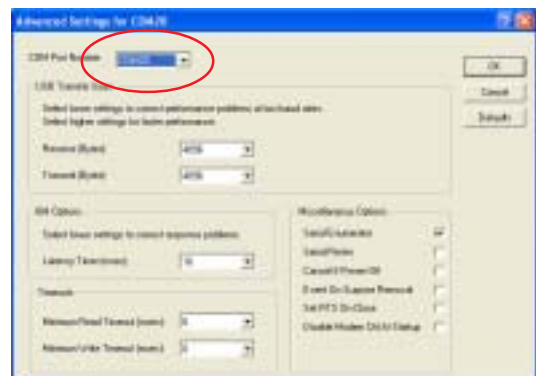 Advanced Settings for COM20
COM Port Number: COM20
OK
USB Transfer Sizes
Cancel
Select lower settings to correct performance problems at low baud rates.
Defaults
Select higher settings for faster performance.
Receive (Bytes): 4096
Transmit (Bytes): 4096
BM Options
Miscellaneous Options
Select lower settings to correct response problems.
Serial Enumerator
Serial Printer
Latency Timer (msec): 16
Cancel If Power Off
Event On Surprise Removal
Timeouts
Set RTS On Close
Disable Modem Ctrl At Startup
Minimum Read Timeout (msec): 0
Minimum Write Timeout (msec): 0